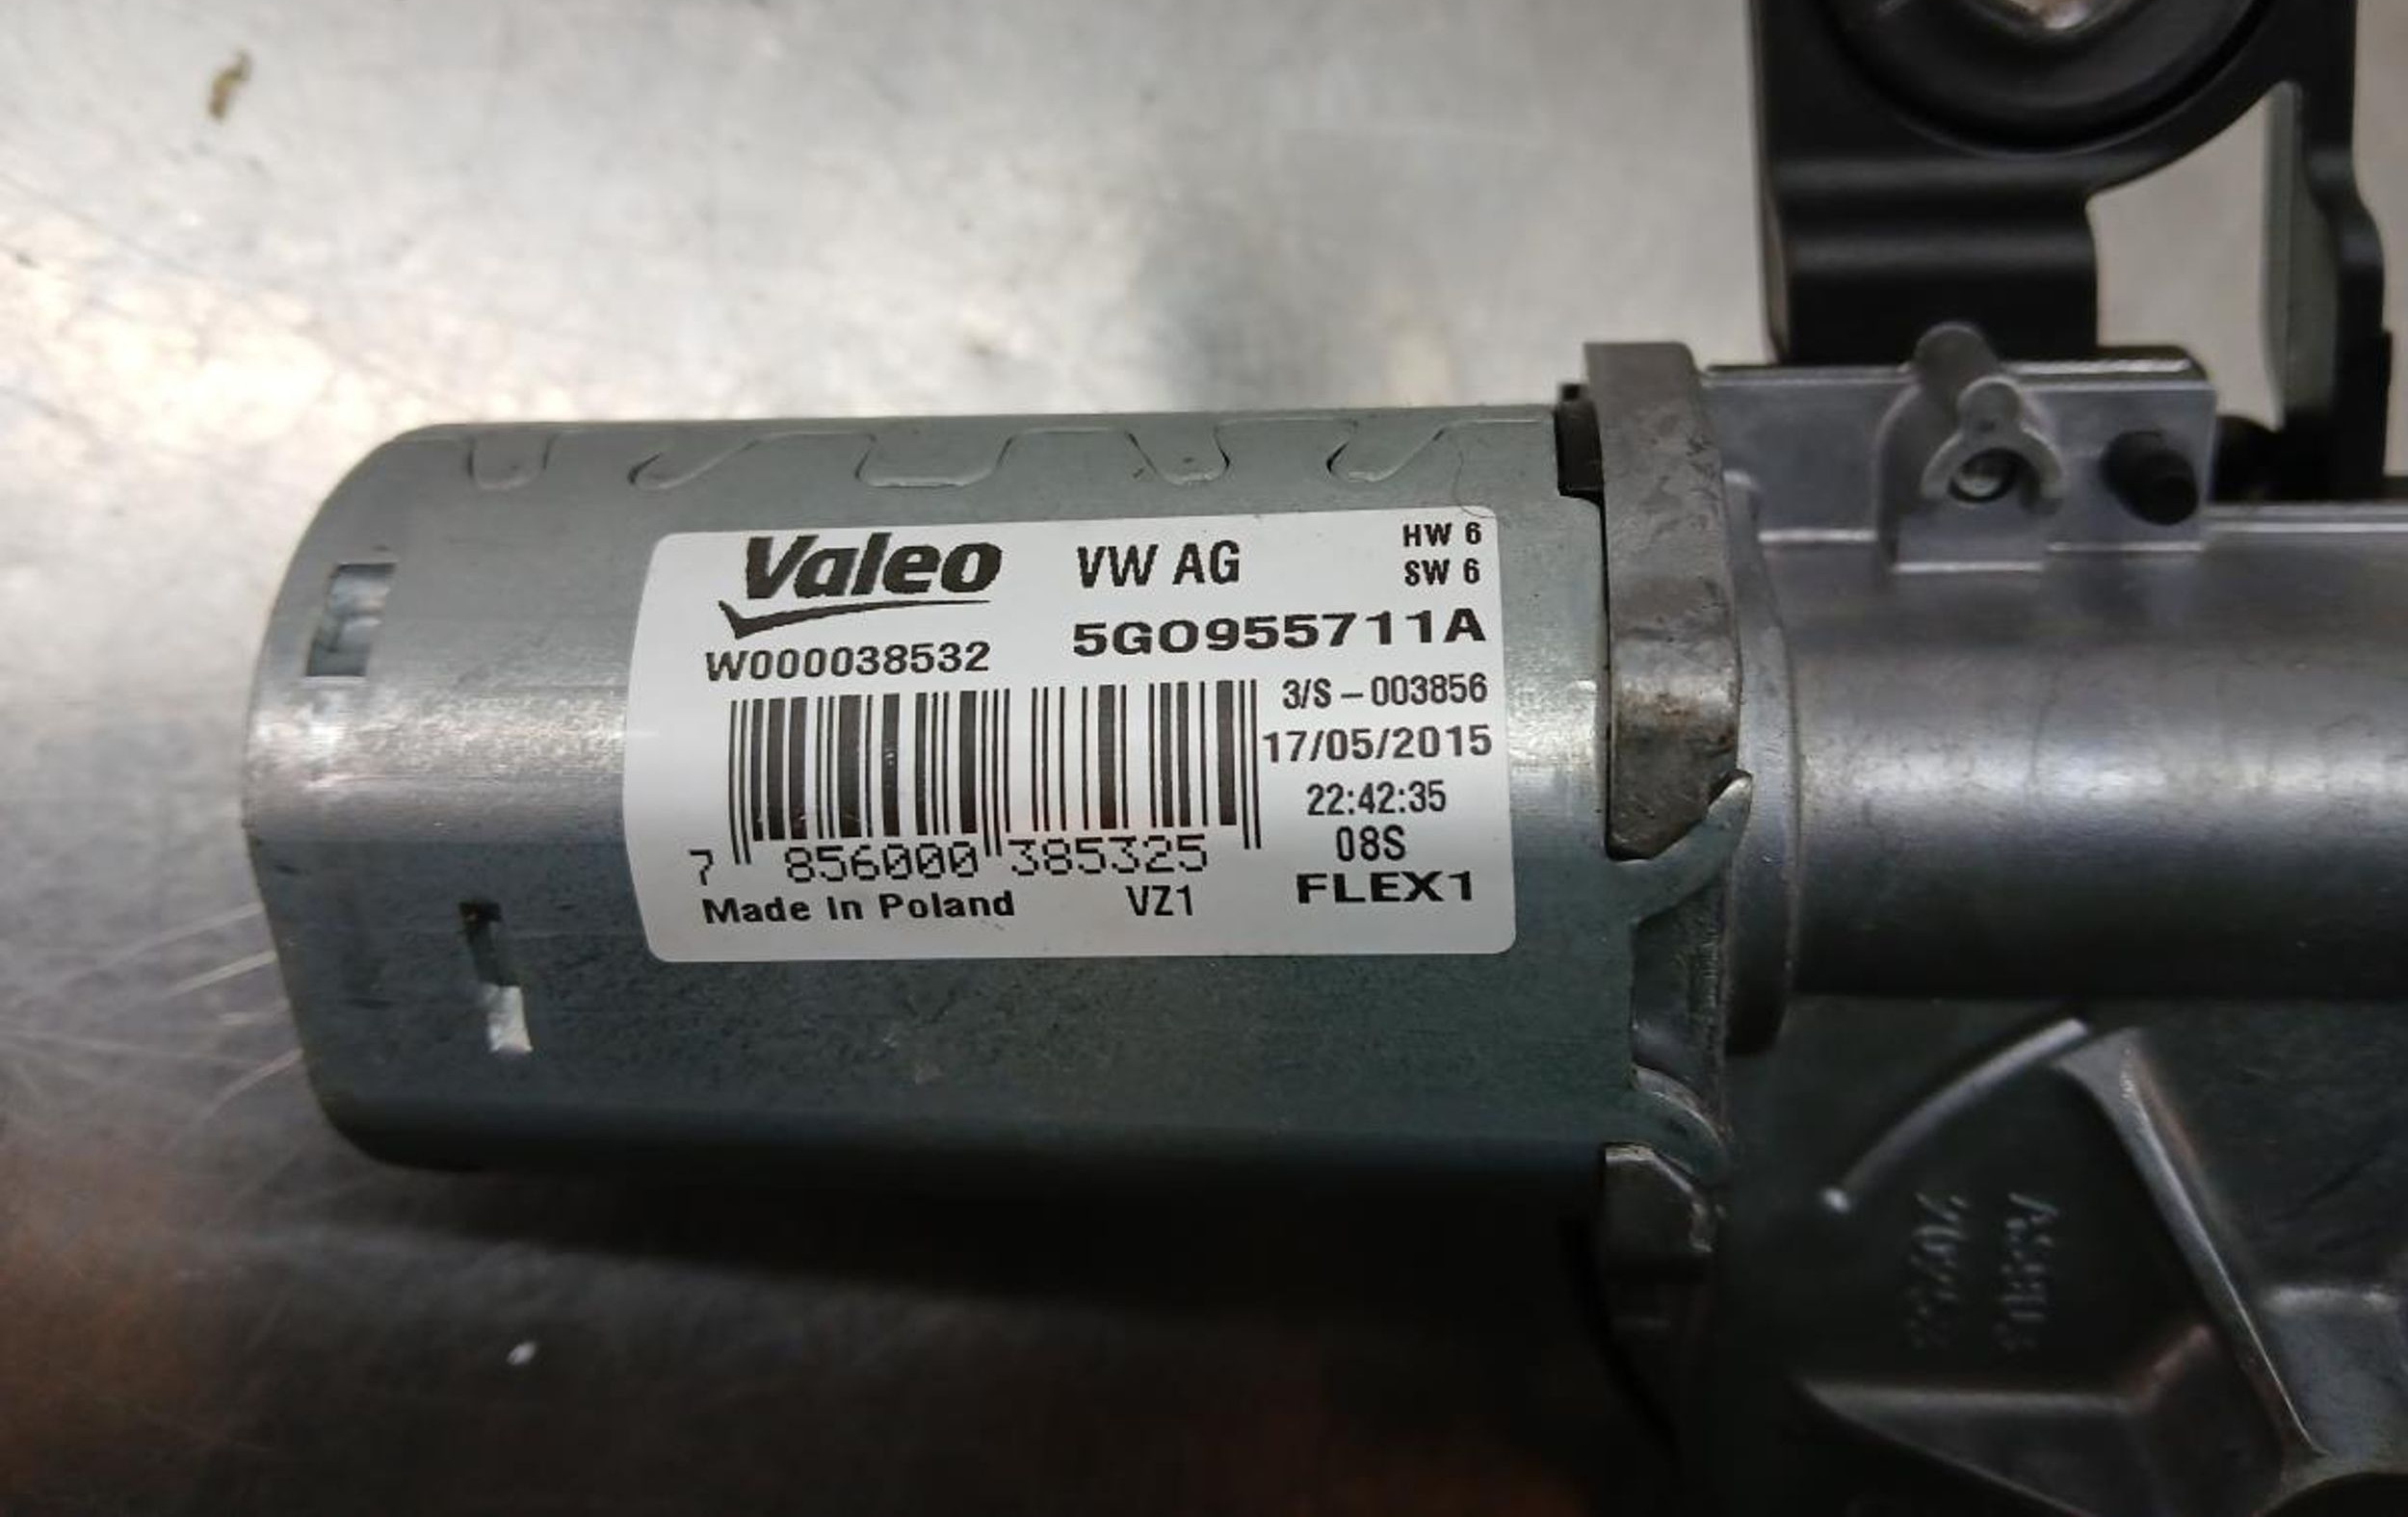 Valeo VW AG HW 6
SW 6
W000038532 5G0955711A
3/S – 003856
17/05/2015
22:42:35
08S
7 856000 385325
Made In Poland VZ1 FLEX1